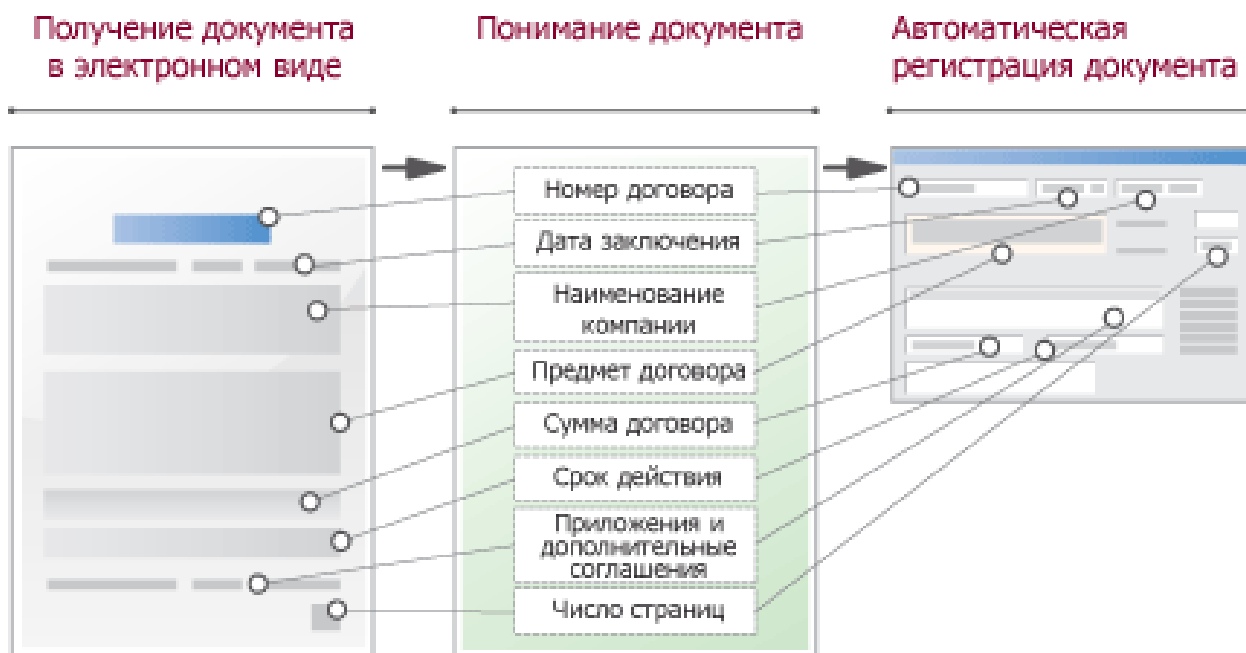 Получение документа
в электронном виде
Понимание документа
Автоматическая
регистрация документа
Номер договора
Дата заключения
Наименование
компании
Предмет договора
Сумма договора
Срок действия
Приложения и
дополнительные
соглашения
Число страниц